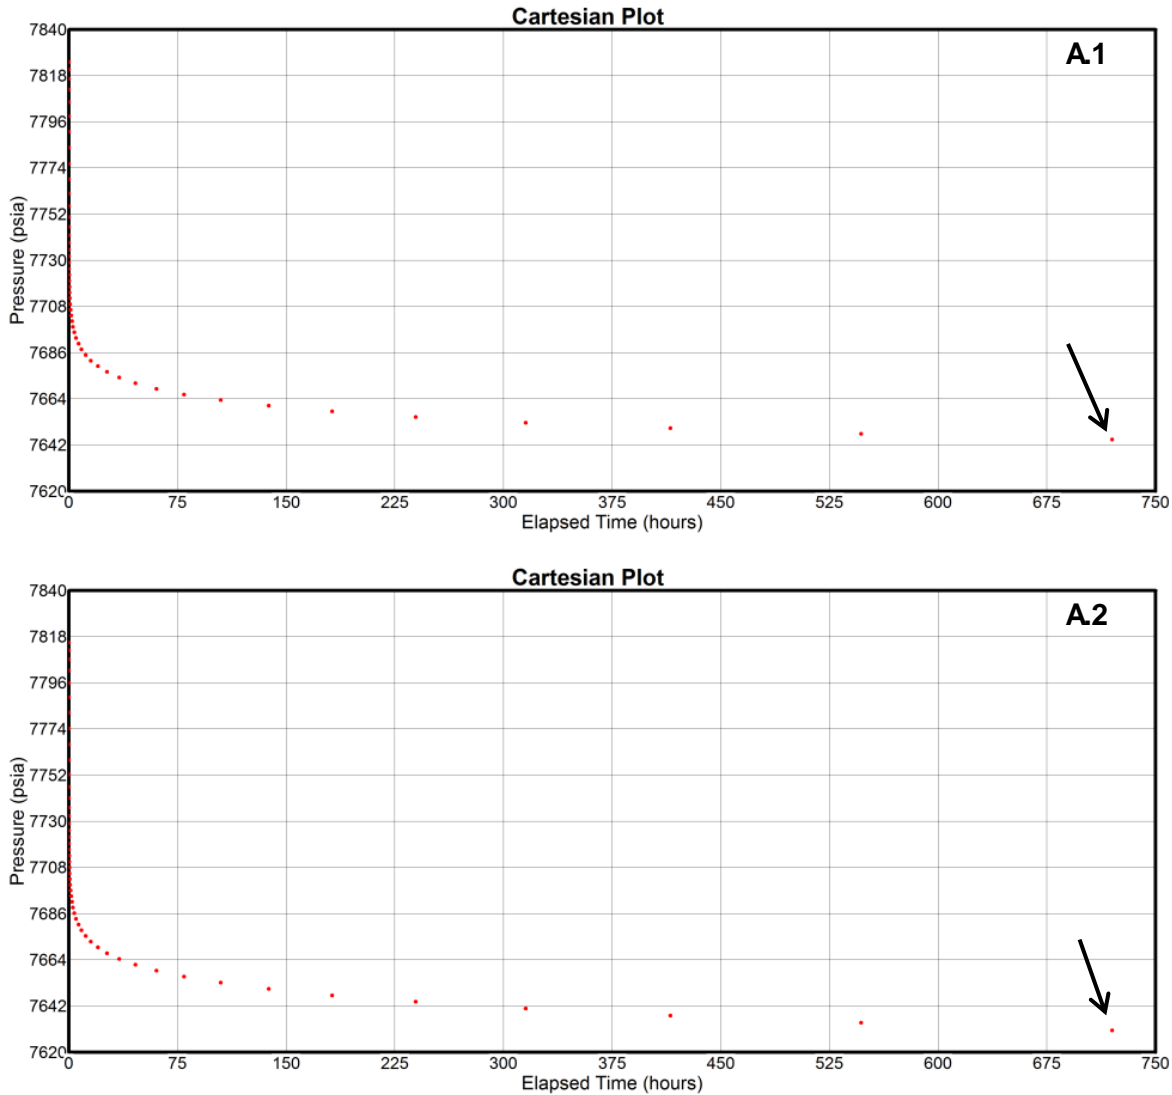 Cartesian Plot
A.1
7840
7818
7796
7774
7752
7730
7708
7686
7664
7642
7620
Pressure (psia)
0 75 150 225 300 375 450 525 600 675 750
Elapsed Time (hours)
Cartesian Plot
A.2
7840
7818
7796
7774
7752
7730
7708
7686
7664
7642
7620
Pressure (psia)
0 75 150 225 300 375 450 525 600 675 750
Elapsed Time (hours)